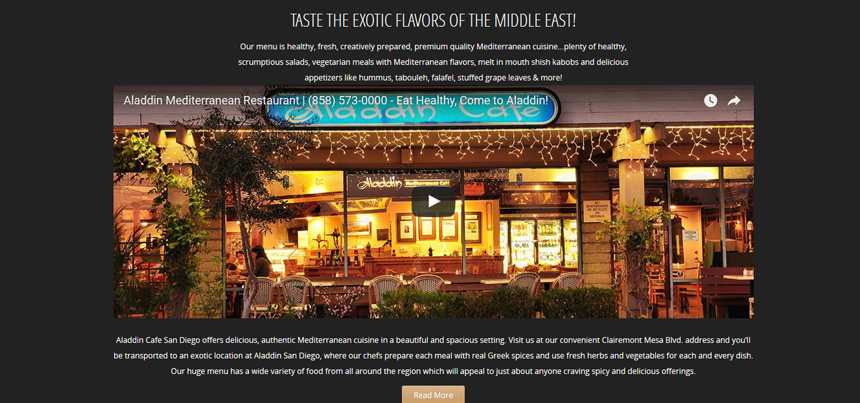 TASTE THE EXOTIC FLAVORS OF THE MIDDLE EAST!
Our menu is healthy, fresh, creatively prepared, premium quality Mediterranean cuisine…plenty of healthy,
scrumptious salads, vegetarian meals with Mediterranean flavors, melt in mouth shish kabobs and delicious
appetizers like hummus, tabouleh, falafel, stuffed grape leaves & more!
Aladdin Mediterranean Restaurant | (858) 573-0000 - Eat Healthy, Come to Aladdin!
Aladdin Cafe
Aladdin Mediterranean Cafe
Aladdin Cafe San Diego offers delicious, authentic Mediterranean cuisine in a beautiful and spacious setting. Visit us at our convenient Clairemont Mesa Blvd. address and you'll
be transported to an exotic location at Aladdin San Diego, where our chefs prepare each meal with real Greek spices and use fresh herbs and vegetables for each and every dish.
Our huge menu has a wide variety of food from all around the region which will appeal to just about anyone craving spicy and delicious offerings.
Read More